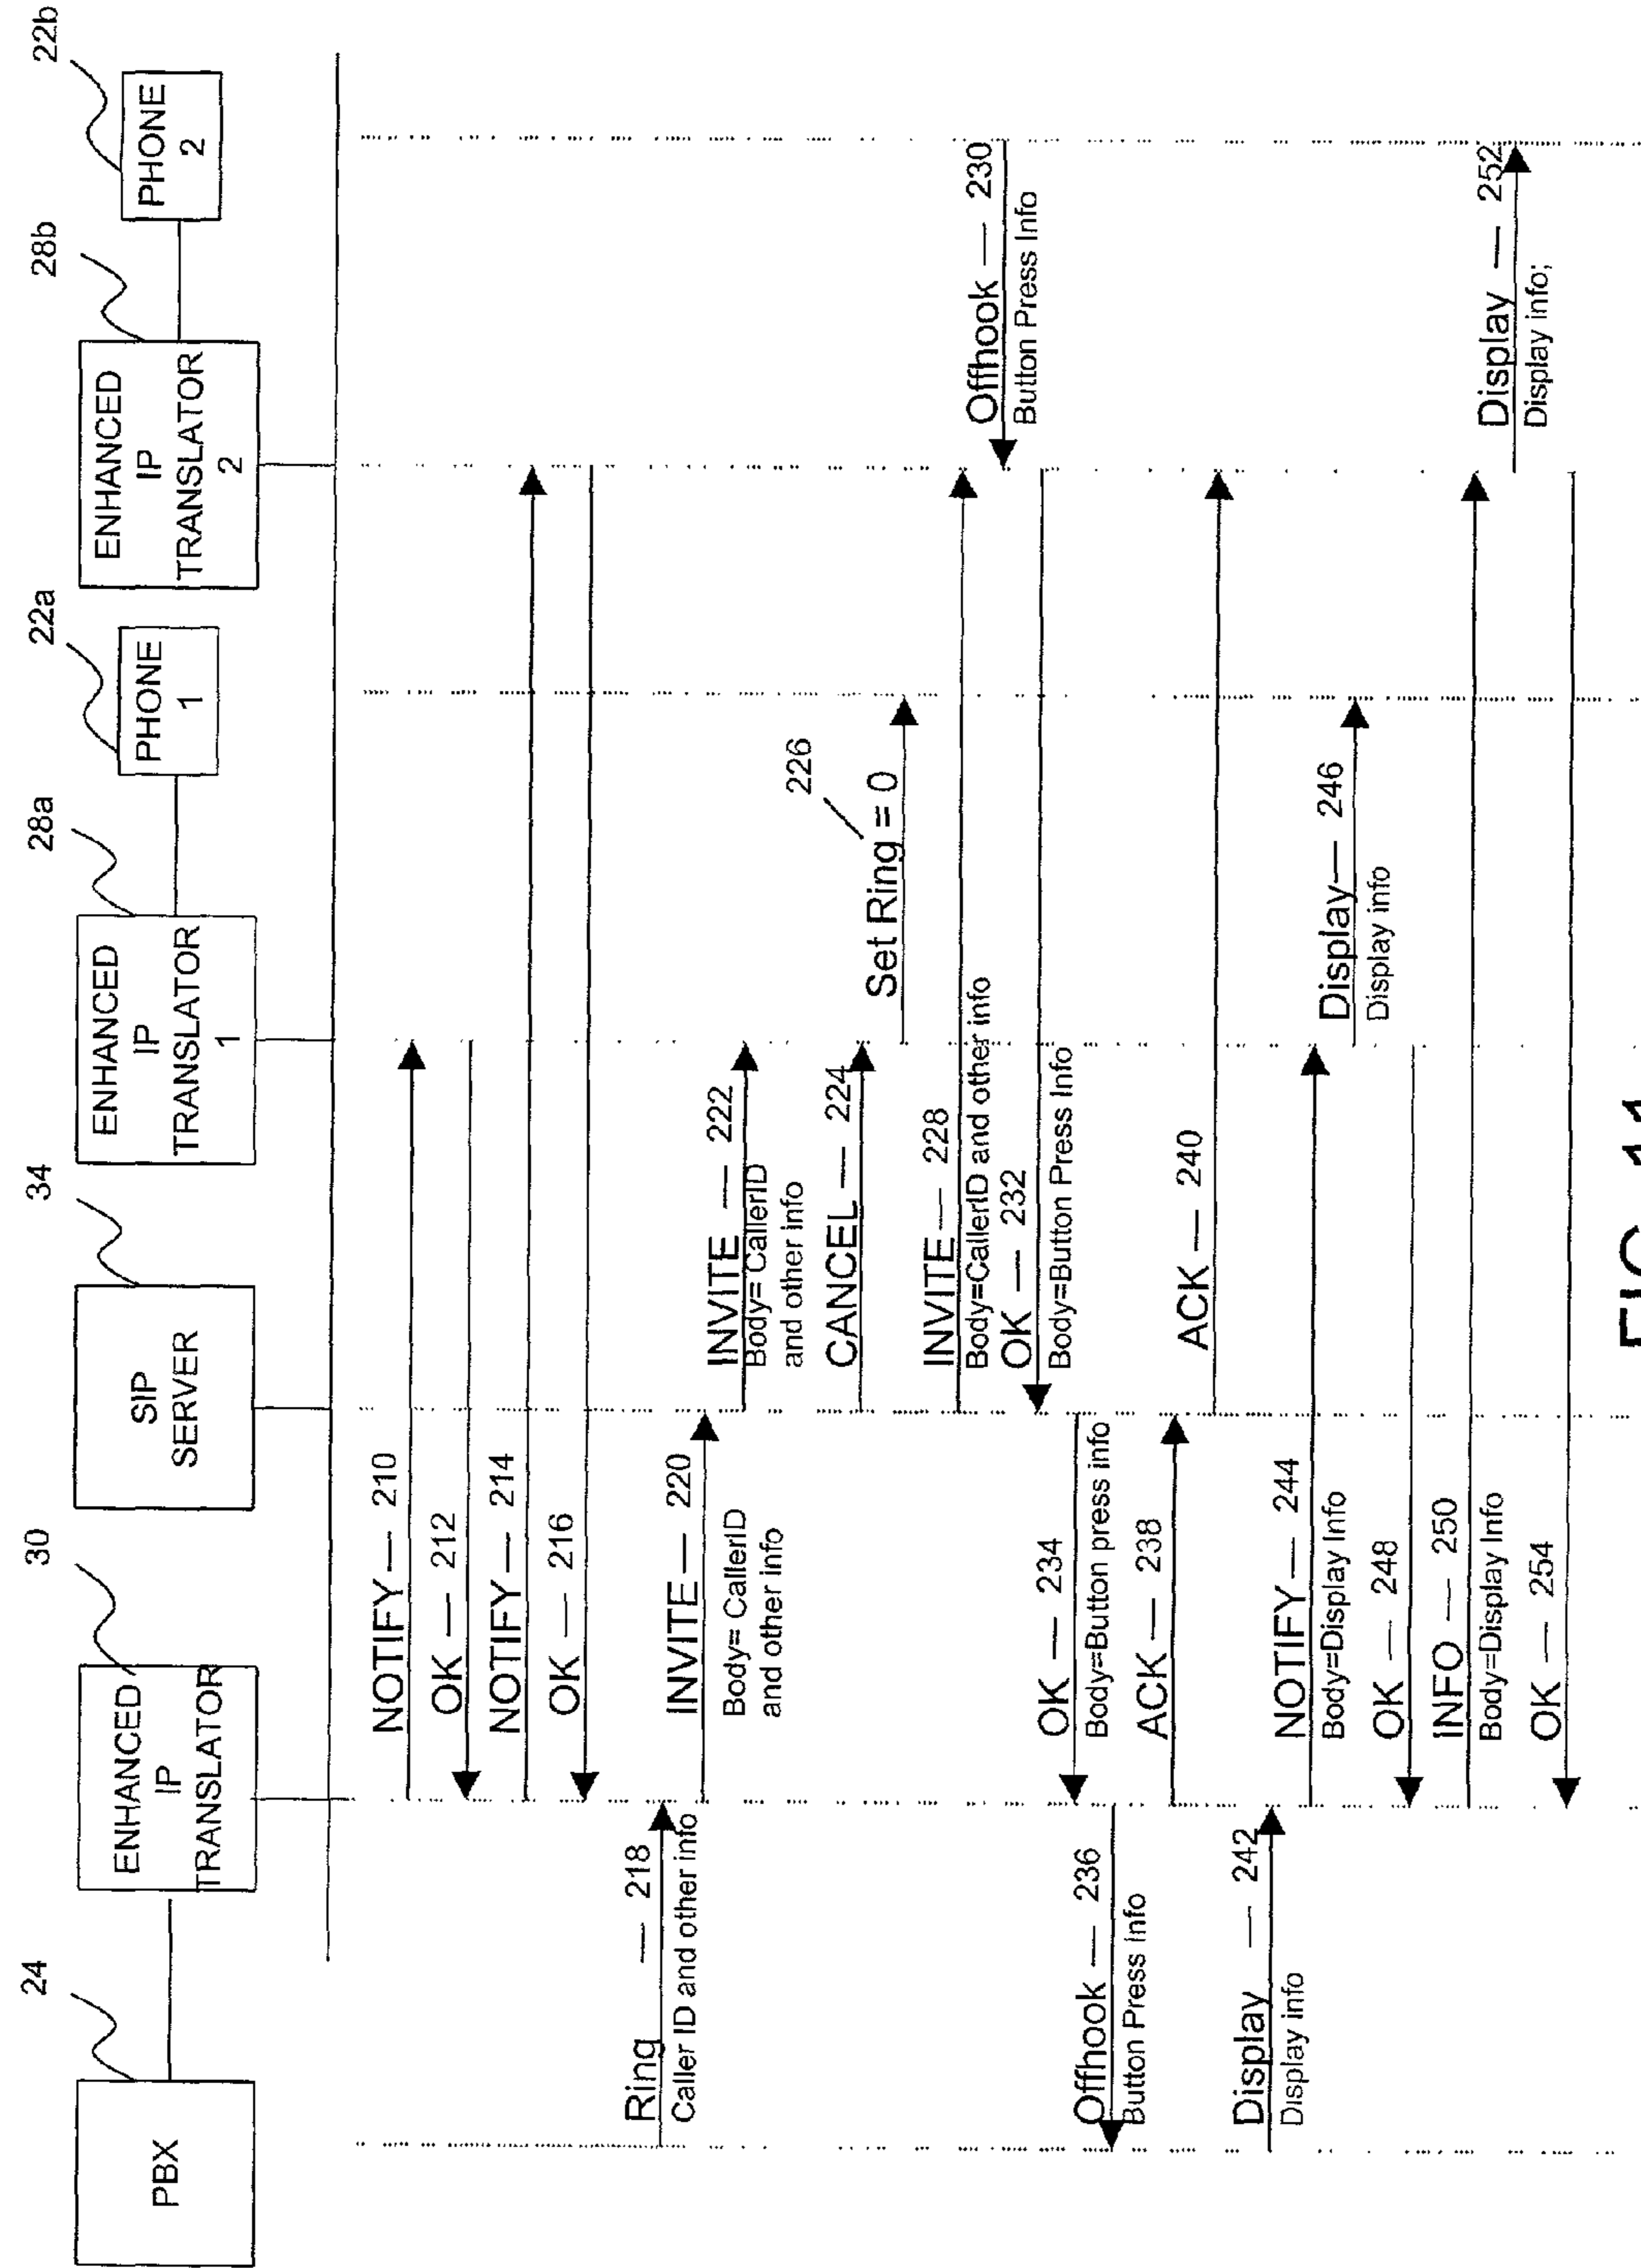 24
30
34
28a
22a
28b
22b
PBX
ENHANCED
IP
TRANSLATOR
SIP
SERVER
ENHANCED
IP
TRANSLATOR
1
PHONE
1
ENHANCED
IP
TRANSLATOR
2
PHONE
2
NOTIFY — 210
OK — 212
NOTIFY — 214
OK — 216
Ring — 218
Caller ID and other info
INVITE — 220
Body= CallerID
and other info
INVITE — 222
Body= CallerID
and other info
CANCEL — 224
226
Set Ring = 0
INVITE — 228
Body=CallerID and other info
Offhook — 230
Button Press Info
OK — 232
Body=Button Press Info
OK — 234
Body=Button press info
Offhook — 236
Button Press Info
ACK — 238
ACK — 240
Display — 242
Display info
NOTIFY — 244
Body=Display Info
Display — 246
Display info
OK — 248
INFO — 250
Body=Display Info
Display — 252
Display info;
OK — 254